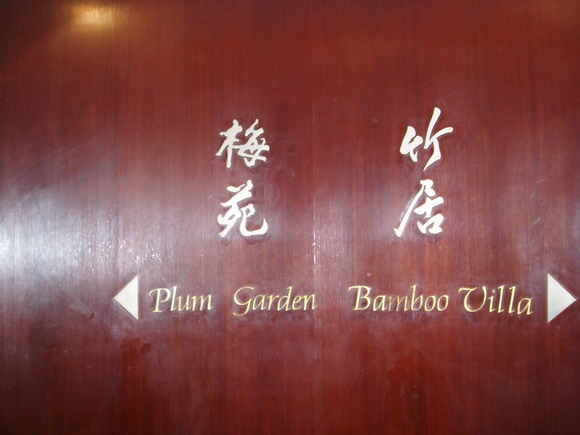 梅苑
竹居
Plum Garden
Bamboo Villa